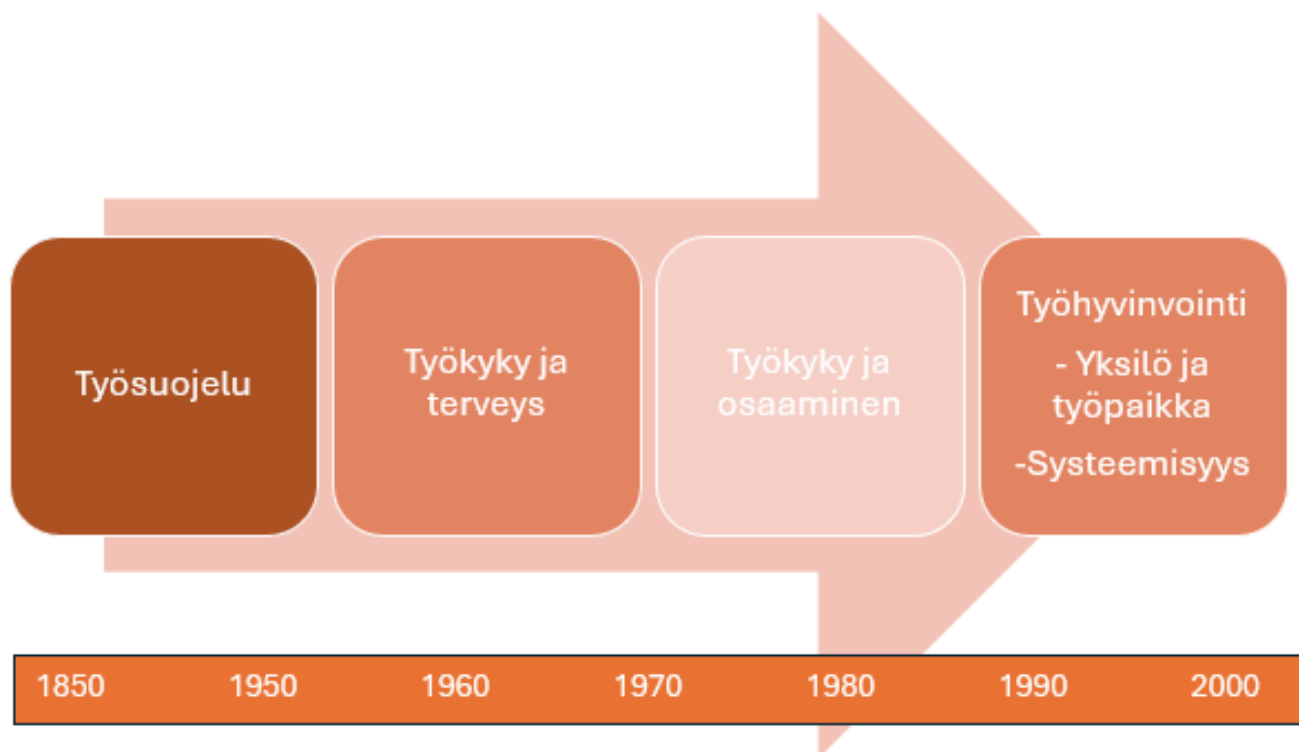 Työsuojelu
Työkyky ja
terveys
Työkyky ja
osaaminen
Työhyvinvointi
- Yksilö ja
työpaikka
-Systeemisyys
1850 1950 1960 1970 1980 1990 2000